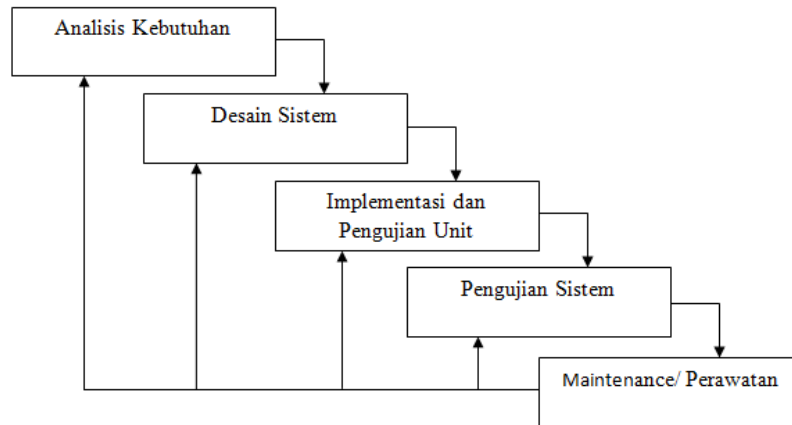 Analisis Kebutuhan
Desain Sistem
Implementasi dan
Pengujian Unit
Pengujian Sistem
Maintenance/ Perawatan